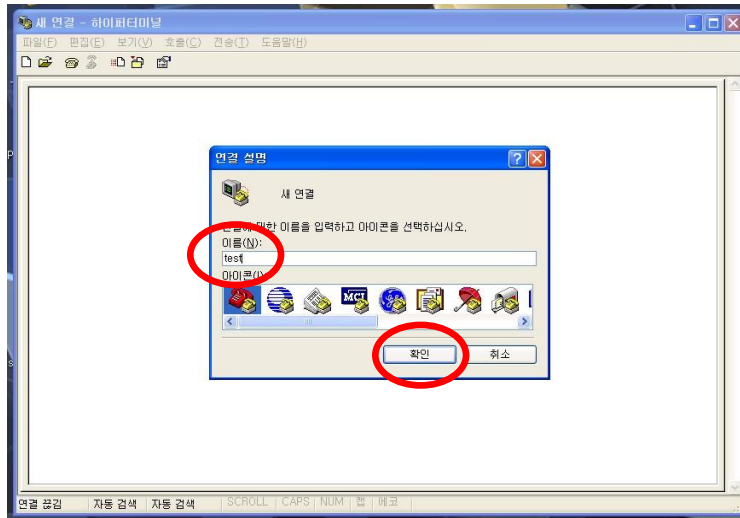 새 연결 - 하이퍼터미널
파일(F) 편집(E) 보기(V) 호출(C) 전송(T) 도움말(H)
연결 설명
새 연결
대한 이름을 입력하고 아이콘을 선택하십시오.
이름(N):
test
아이콘(I):
MCI
확인 취소
연결 끊김 자동 검색 자동 검색 SCROLL CAPS NUM 캡 에코